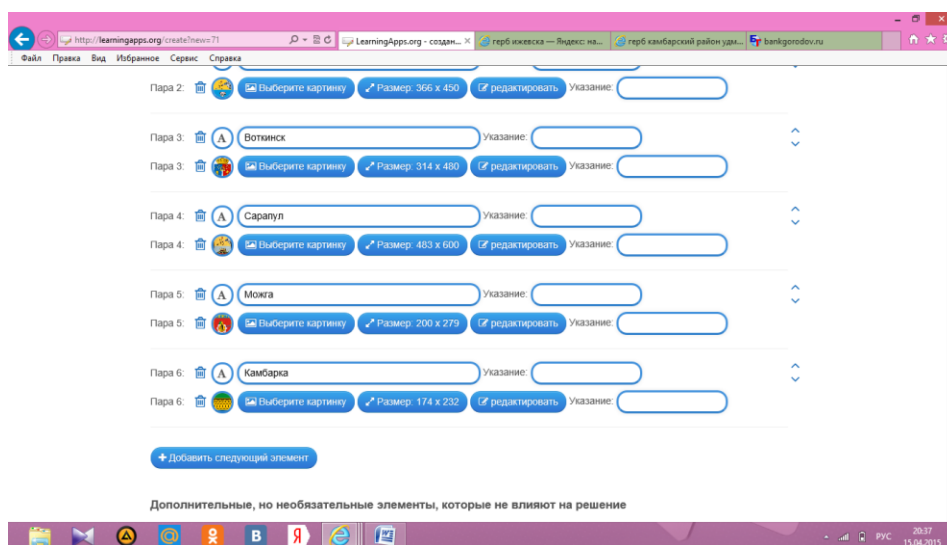 http://learningapps.org/create?new=71
LearningApps.org - создан...
герб ижевска — Яндекс: на...
герб камбарский район удм...
bankgorodov.ru
Файл Правка Вид Избранное Сервис Справка
Пара 2: Выберите картинку Размер: 366 x 450 редактировать Указание:
Пара 3: A Воткинск Указание:
Пара 3: Выберите картинку Размер: 314 x 480 редактировать Указание:
Пара 4: A Сарапул Указание:
Пара 4: Выберите картинку Размер: 483 x 600 редактировать Указание:
Пара 5: A Можга Указание:
Пара 5: Выберите картинку Размер: 200 x 279 редактировать Указание:
Пара 6: A Камбарка Указание:
Пара 6: Выберите картинку Размер: 174 x 232 редактировать Указание:
+ Добавить следующий элемент
Дополнительные, но необязательные элементы, которые не влияют на решение
РУС 20:37
15.04.2015